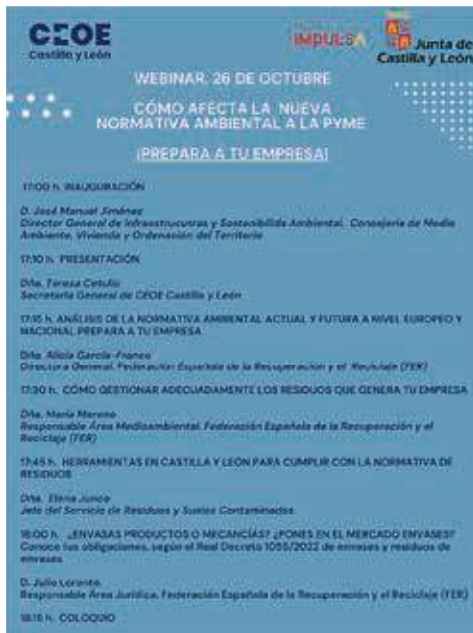 CEOE
Castilla y León
IMPULSA
Junta de
Castilla y León
WEBINAR. 26 DE OCTUBRE
CÓMO AFECTA LA NUEVA
NORMATIVA AMBIENTAL A LA PYME
¡PREPARA A TU EMPRESA!
17:00 h. INAUGURACIÓN
D. José Manuel Jiménez
Director General de Infraestrucutras y Sostenibilida Ambiental. Consejería de Medio
Ambiente, Vivienda y Ordenación del Territorio
17:10 h. PRESENTACIÓN
Dña. Teresa Cetulio
Secretaria General de CEOE Castilla y León
17:15 h. ANÁLISIS DE LA NORMATIVA AMBIENTAL ACTUAL Y FUTURA A NIVEL EUROPEO Y
NACIONAL PREPARA A TU EMPRESA
Dña. Alicia García-Franco
Directora General. Federación Española de la Recuperación y el Reciclaje (FER)
17:30 h. CÓMO GESTIONAR ADECUADAMENTE LOS RESIDUOS QUE GENERA TU EMPRESA
Dña. María Moreno
Responsable Área Medioambiental. Federación Española de la Recuperación y el
Reciclaje (FER)
17:45 h. HERRAMIENTAS EN CASTILLA Y LEÓN PARA CUMPLIR CON LA NORMATIVA DE
RESIDUOS
Dña. Elena Junco
Jefe del Servicio de Residuos y Suelos Contaminados
18:00 h. ¿ENVASAS PRODUCTOS O MECANCÍAS? ¿PONES EN EL MERCADO ENVASES?
Conoce tus obligaciones, según el Real Decreto 1055/2022 de envases y residuos de
envases
D. Julio Lorente.
Responsable Área Jurídica. Federación Española de la Recuperación y el Reciclaje (FER)
18:15 h. COLOQUIO